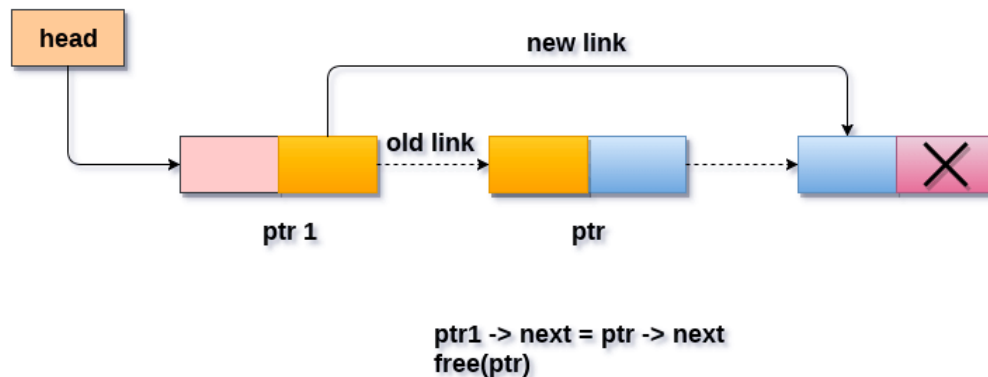 head
new link
old link
ptr 1
ptr
ptr1 -> next = ptr -> next
free(ptr)